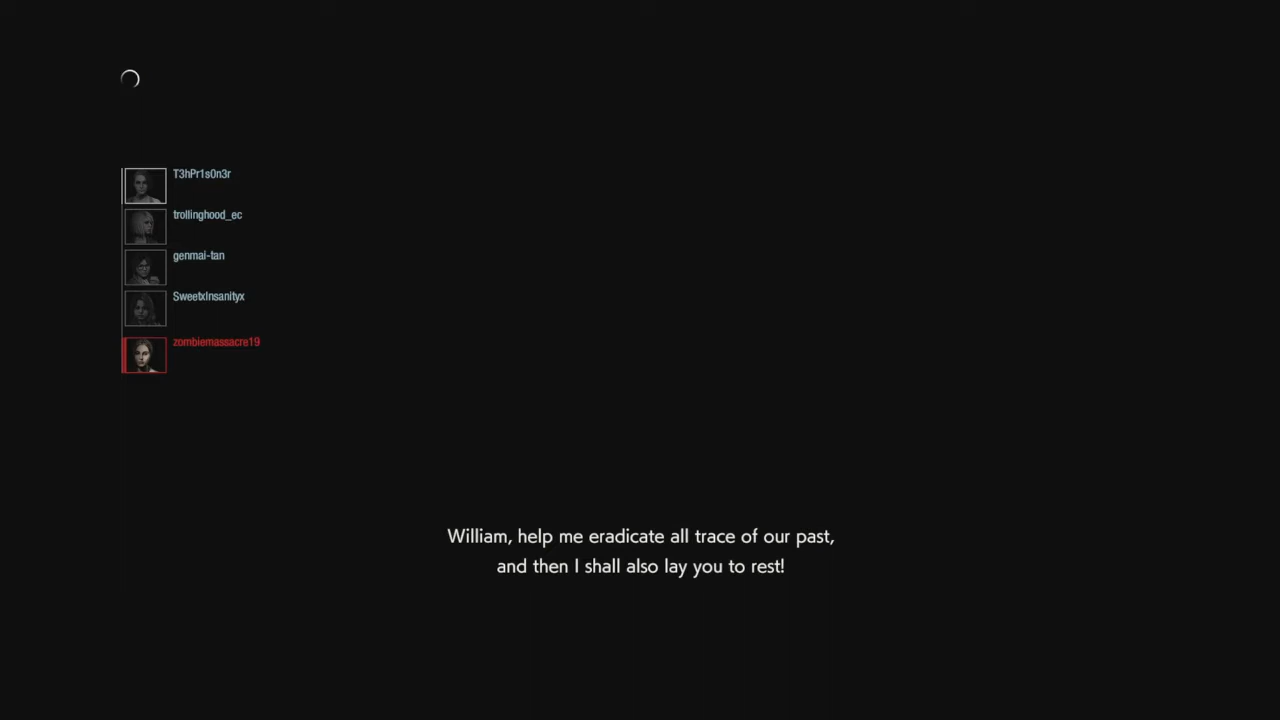 T3hPr1s0n3r
trollinghood_ec
genmai-tan
SweetxInsanityx
zombiemassacre19
William, help me eradicate all trace of our past,
and then I shall also lay you to rest!